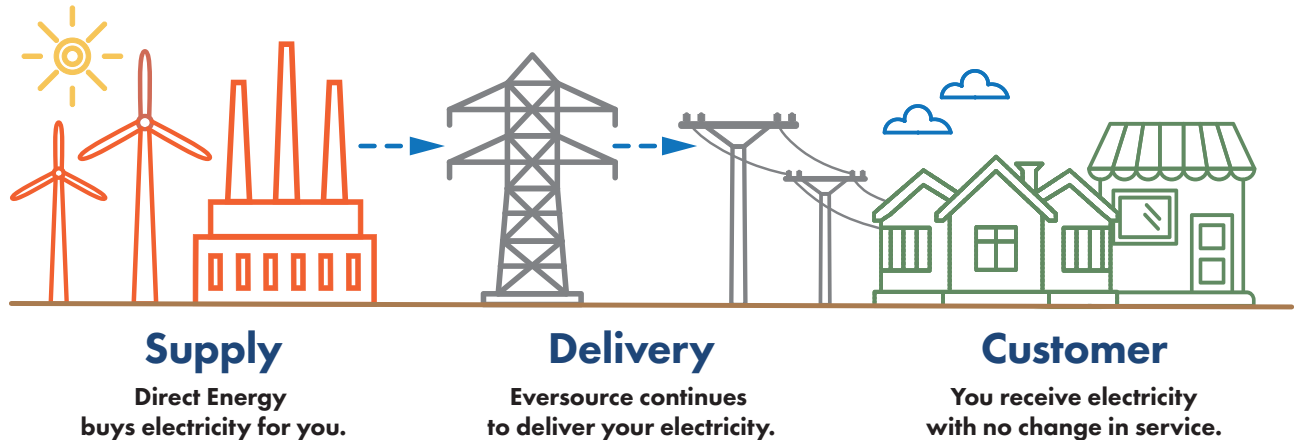 Supply
Direct Energy
buys electricity for you.
Delivery
Eversource continues
to deliver your electricity.
Customer
You receive electricity
with no change in service.